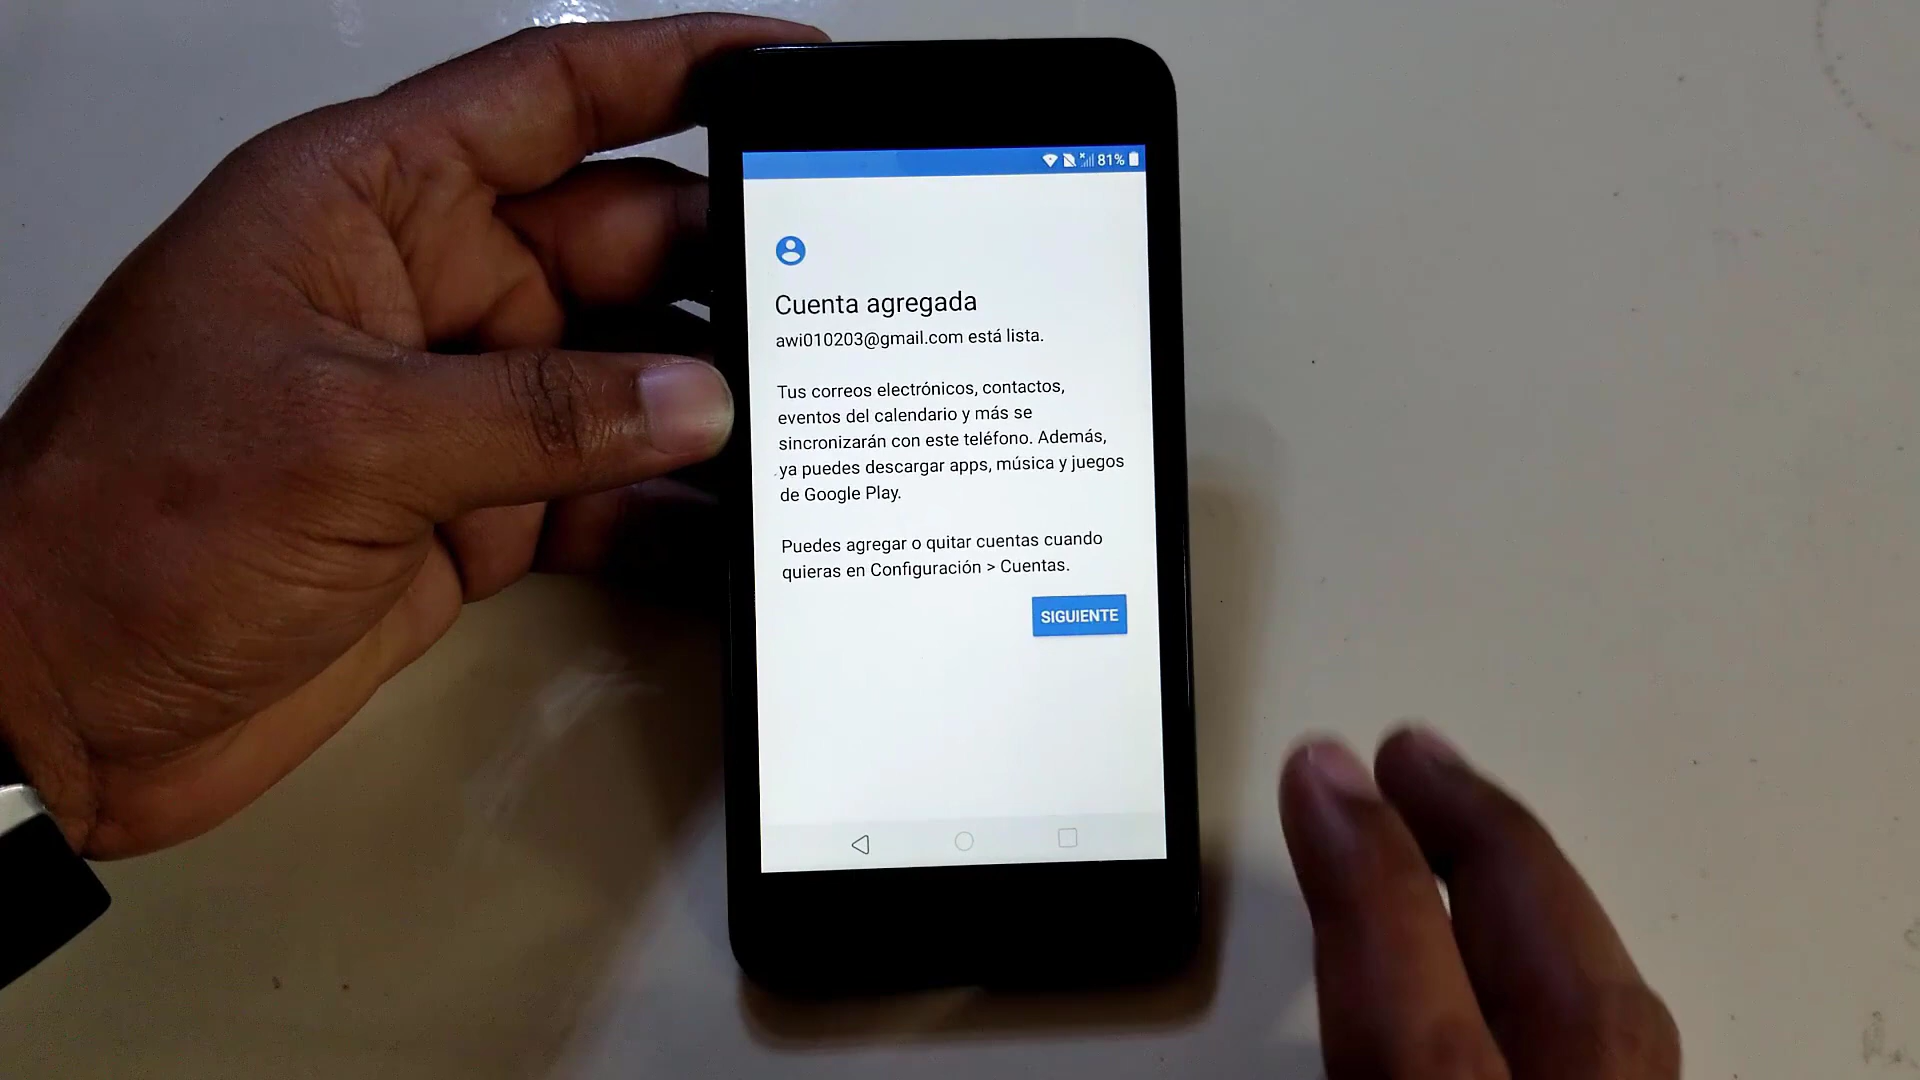 81%
Cuenta agregada
awi010203@gmail.com está lista.
Tus correos electrónicos, contactos,
eventos del calendario y más se
sincronizarán con este teléfono. Además,
ya puedes descargar apps, música y juegos
de Google Play.
Puedes agregar o quitar cuentas cuando
quieras en Configuración > Cuentas.
SIGUIENTE